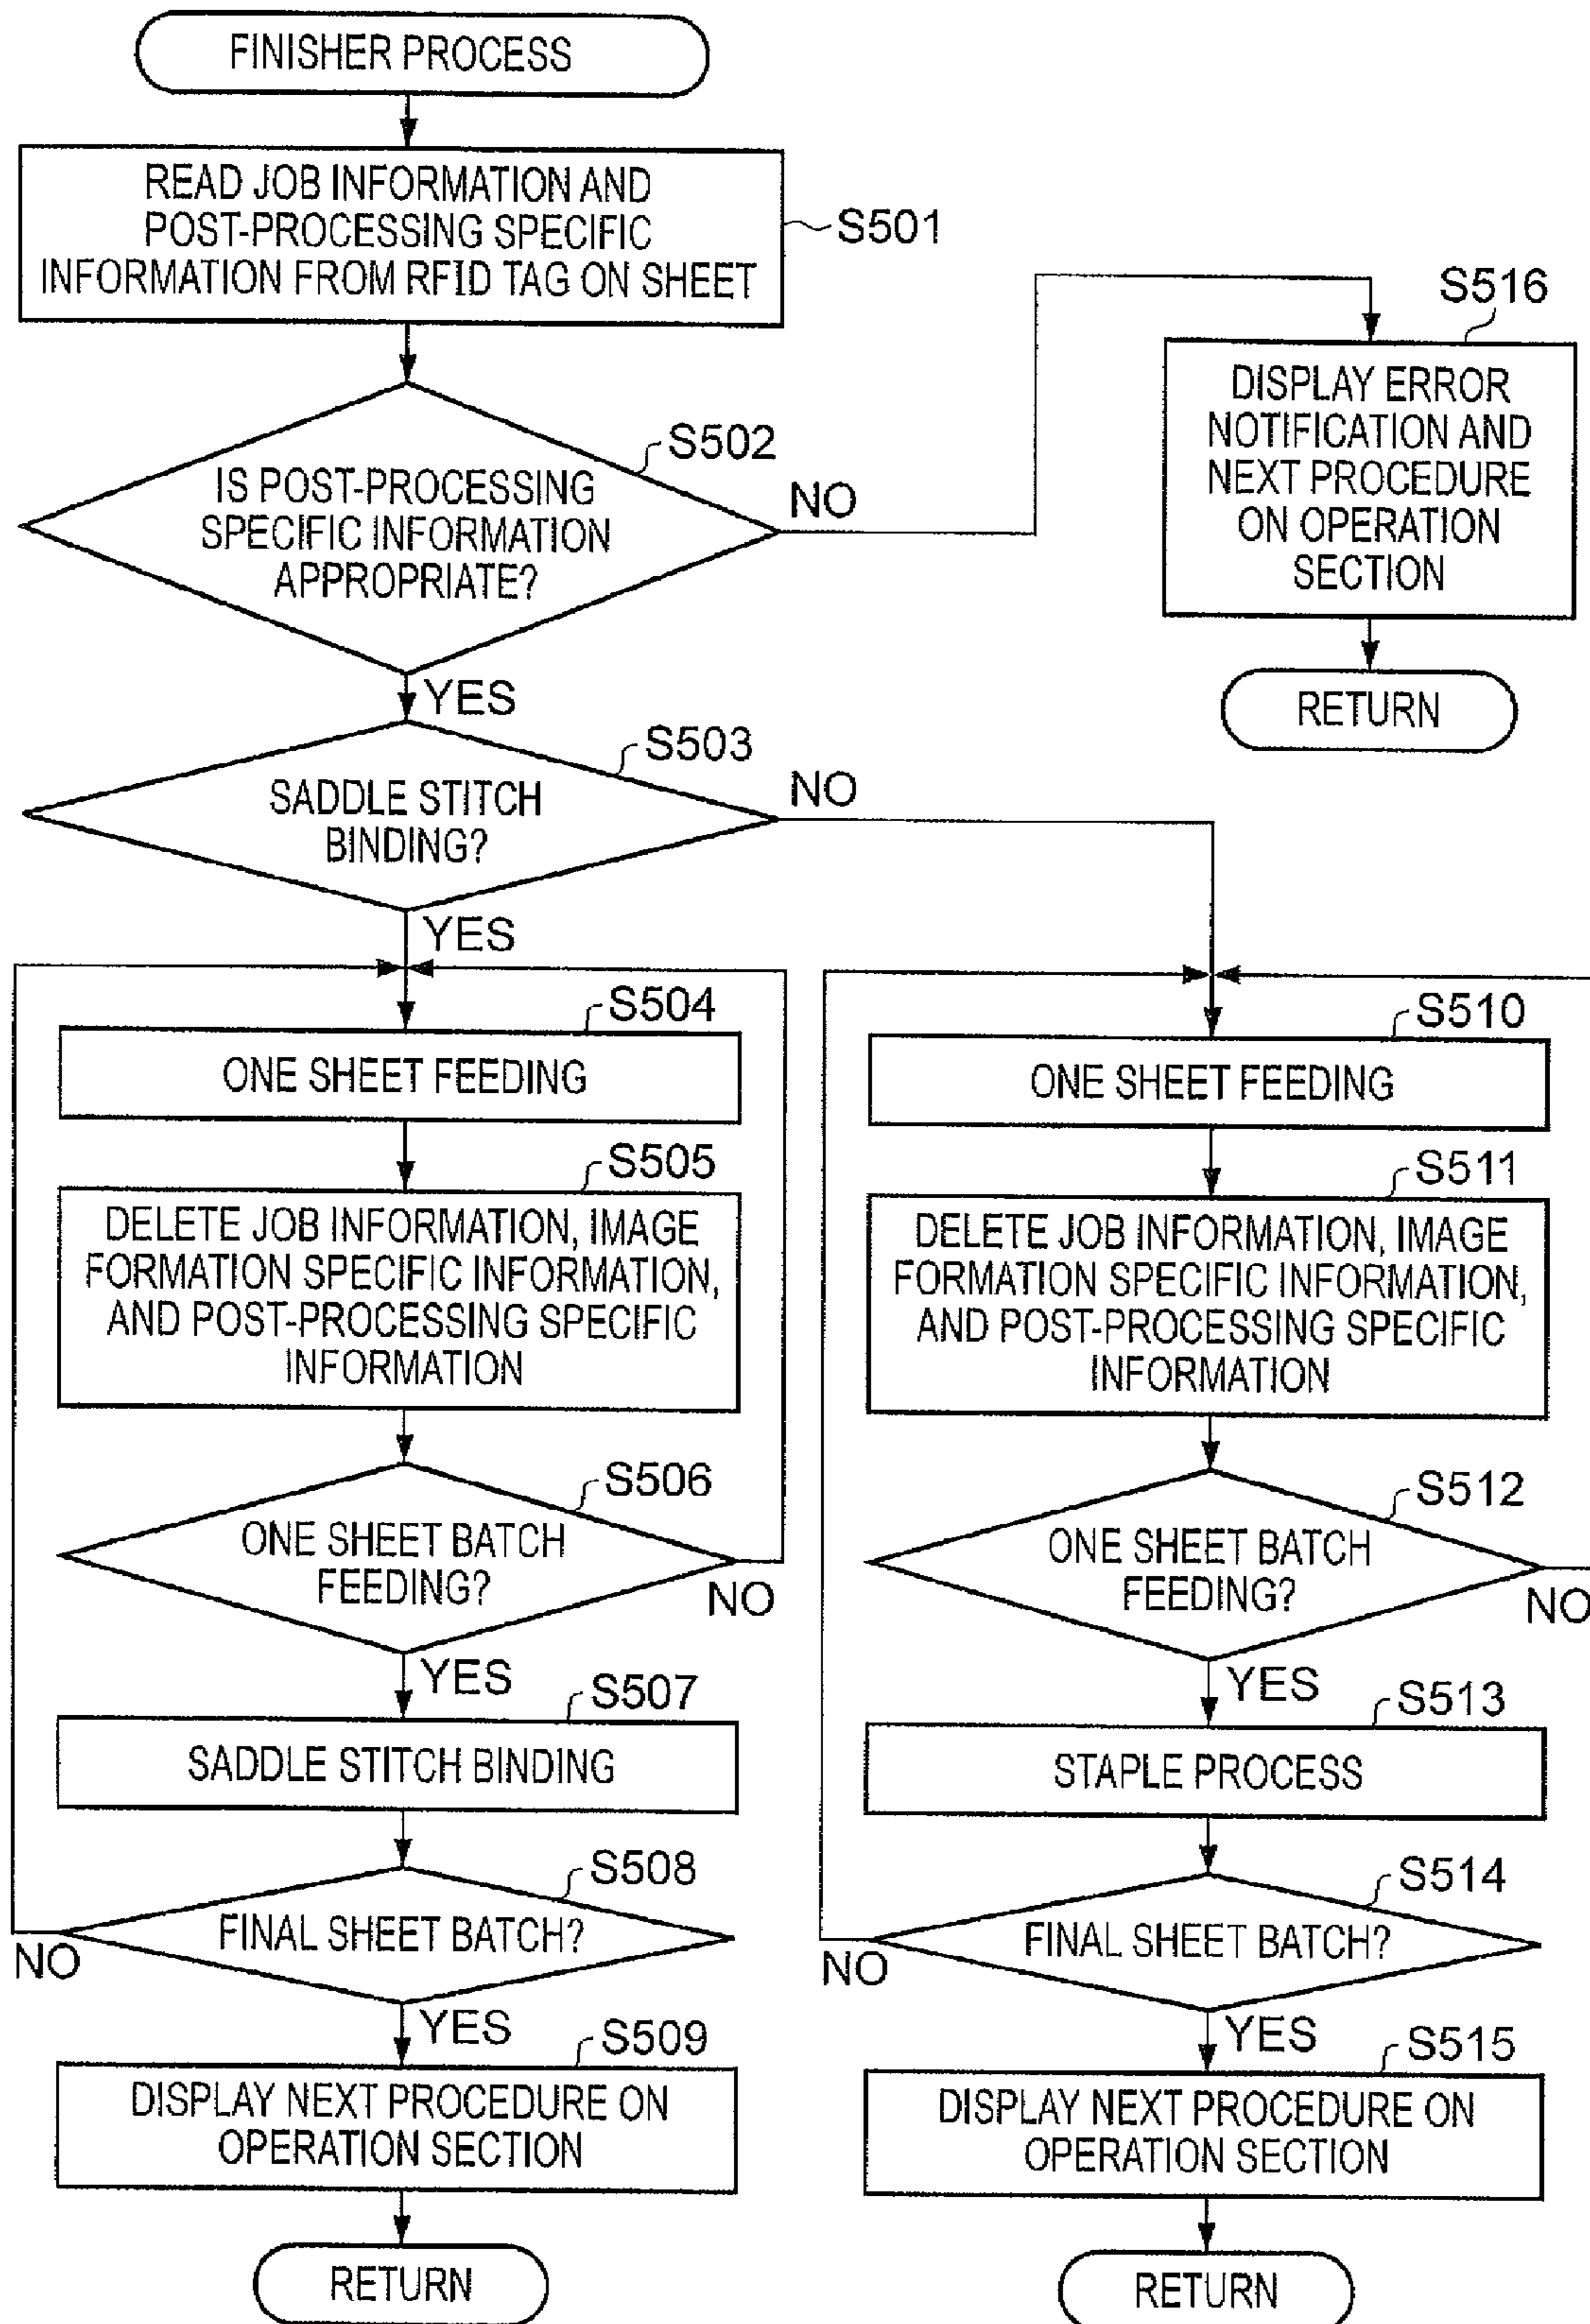 FINISHER PROCESS
READ JOB INFORMATION AND
POST-PROCESSING SPECIFIC
INFORMATION FROM RFID TAG ON SHEET
S501
S516
DISPLAY ERROR
NOTIFICATION AND
NEXT PROCEDURE
ON OPERATION
SECTION
RETURN
S502
IS POST-PROCESSING
SPECIFIC INFORMATION
APPROPRIATE?
NO
YES
S503
SADDLE STITCH
BINDING?
NO
YES
S504
ONE SHEET FEEDING
S505
DELETE JOB INFORMATION, IMAGE
FORMATION SPECIFIC INFORMATION,
AND POST-PROCESSING SPECIFIC
INFORMATION
S506
ONE SHEET BATCH
FEEDING?
NO
YES
S507
SADDLE STITCH BINDING
S508
FINAL SHEET BATCH?
NO
YES
S509
DISPLAY NEXT PROCEDURE ON
OPERATION SECTION
RETURN
S510
ONE SHEET FEEDING
S511
DELETE JOB INFORMATION, IMAGE
FORMATION SPECIFIC INFORMATION,
AND POST-PROCESSING SPECIFIC
INFORMATION
S512
ONE SHEET BATCH
FEEDING?
NO
YES
S513
STAPLE PROCESS
S514
FINAL SHEET BATCH?
NO
YES
S515
DISPLAY NEXT PROCEDURE ON
OPERATION SECTION
RETURN